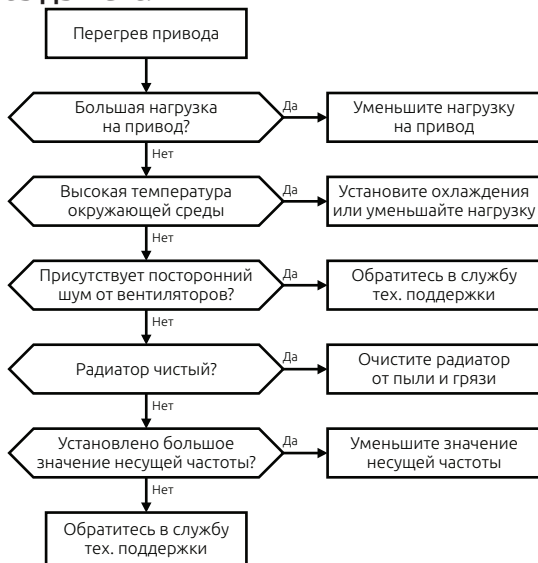 Перегрев привода
Большая нагрузка
на привод?
Да
Уменьшите нагрузку
на привод
Нет
Высокая температура
окружающей среды
Да
Установите охлаждения
или уменьшайте нагрузку
Нет
Присутствует посторонний
шум от вентиляторов?
Да
Обратитесь в службу
тех. поддержки
Нет
Радиатор чистый?
Да
Очистите радиатор
от пыли и грязи
Нет
Установлено большое
значение несущей частоты?
Да
Уменьшите значение
несущей частоты
Нет
Обратитесь в службу
тех. поддержки